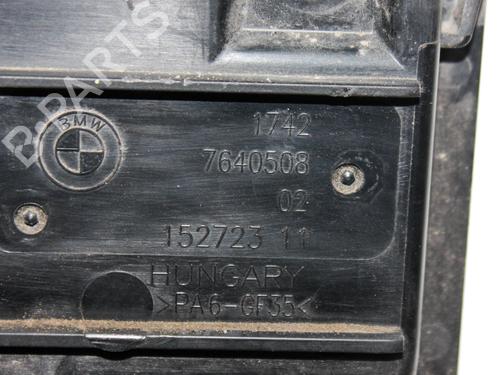 B-PARTS
BMW
1742
7640508
02
152723 11
HUNGARY
>PA6-GF35<